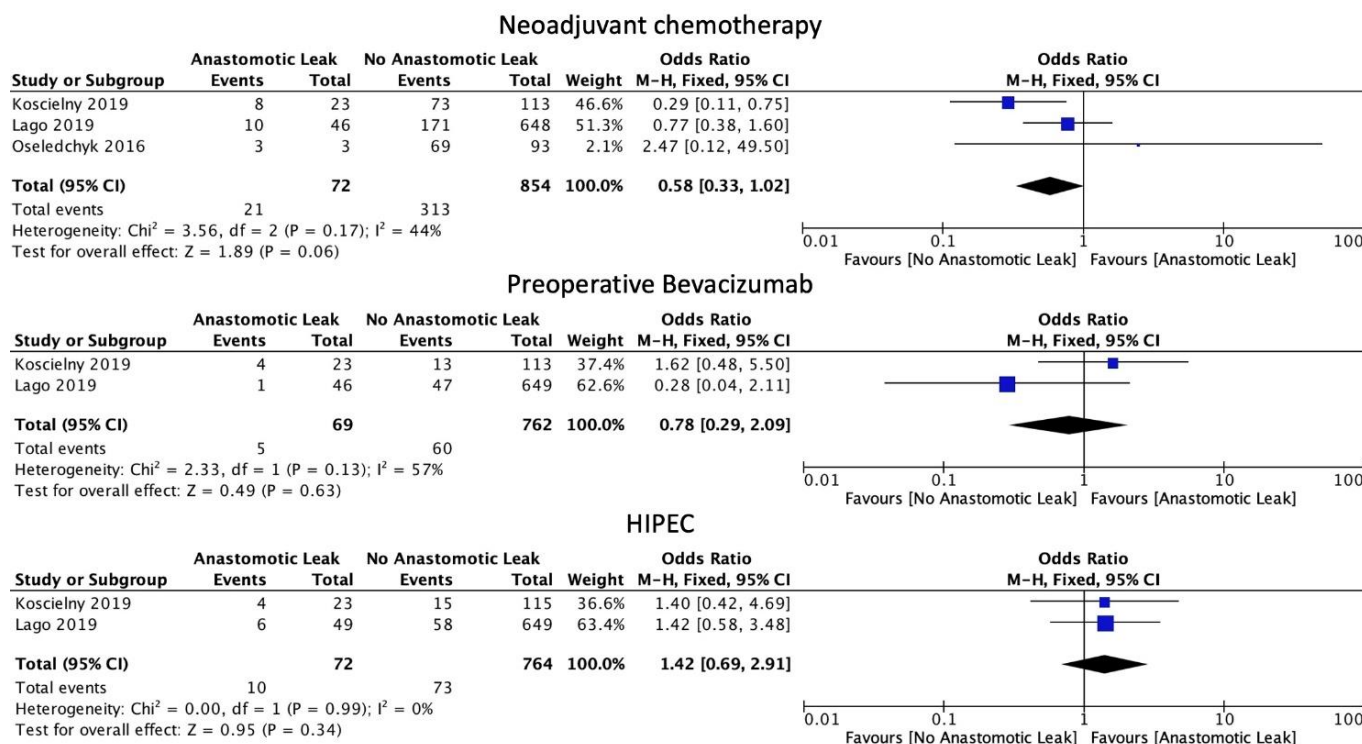 Neoadjuvant chemotherapy
Anastomotic Leak No Anastomotic Leak Odds Ratio Odds Ratio
Study or Subgroup Events Total Events Total Weight M-H, Fixed, 95% CI M-H, Fixed, 95% CI
Koscielny 2019 8 23 73 113 46.6% 0.29 [0.11, 0.75]
Lago 2019 10 46 171 648 51.3% 0.77 [0.38, 1.60]
Oseledchyk 2016 3 3 69 93 2.1% 2.47 [0.12, 49.50]
Total (95% CI) 72 854 100.0% 0.58 [0.33, 1.02]
Total events 21 313
Heterogeneity: Chi² = 3.56, df = 2 (P = 0.17); I² = 44%
Test for overall effect: Z = 1.89 (P = 0.06)
0.01 0.1 1 10 100
Favours [No Anastomotic Leak] Favours [Anastomotic Leak]
Preoperative Bevacizumab
Anastomotic Leak No Anastomotic Leak Odds Ratio Odds Ratio
Study or Subgroup Events Total Events Total Weight M-H, Fixed, 95% CI M-H, Fixed, 95% CI
Koscielny 2019 4 23 13 113 37.4% 1.62 [0.48, 5.50]
Lago 2019 1 46 47 649 62.6% 0.28 [0.04, 2.11]
Total (95% CI) 69 762 100.0% 0.78 [0.29, 2.09]
Total events 5 60
Heterogeneity: Chi² = 2.33, df = 1 (P = 0.13); I² = 57%
Test for overall effect: Z = 0.49 (P = 0.63)
0.01 0.1 1 10 100
Favours [No Anastomotic Leak] Favours [Anastomotic Leak]
HIPEC
Anastomotic Leak No Anastomotic Leak Odds Ratio Odds Ratio
Study or Subgroup Events Total Events Total Weight M-H, Fixed, 95% CI M-H, Fixed, 95% CI
Koscielny 2019 4 23 15 115 36.6% 1.40 [0.42, 4.69]
Lago 2019 6 49 58 649 63.4% 1.42 [0.58, 3.48]
Total (95% CI) 72 764 100.0% 1.42 [0.69, 2.91]
Total events 10 73
Heterogeneity: Chi² = 0.00, df = 1 (P = 0.99); I² = 0%
Test for overall effect: Z = 0.95 (P = 0.34)
0.01 0.1 1 10 100
Favours [No Anastomotic Leak] Favours [Anastomotic Leak]